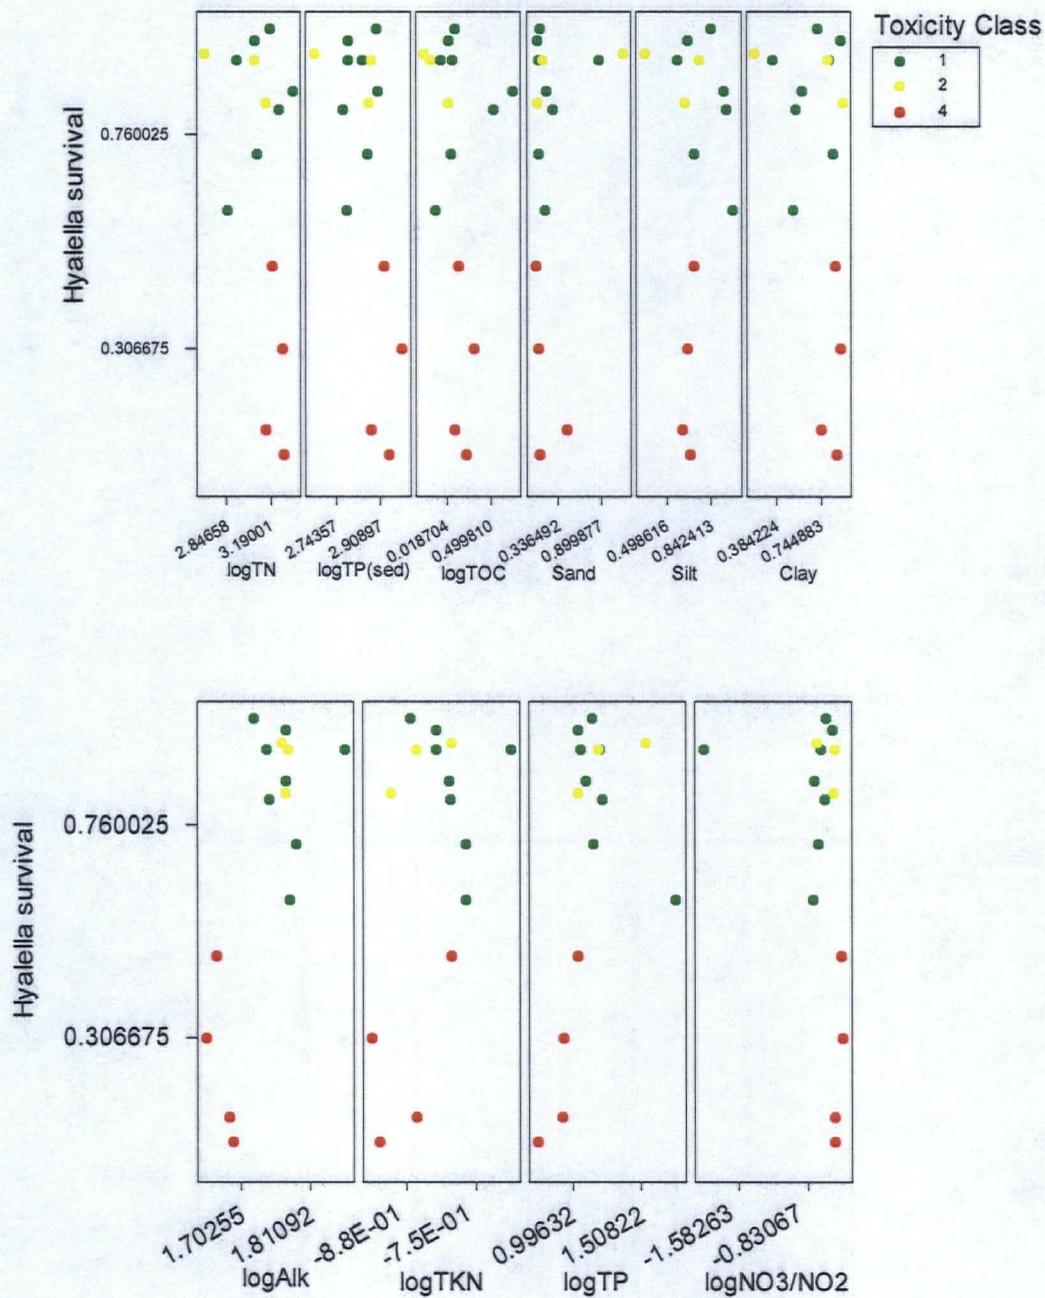 Toxicity Class
1
2
4
Hyalella survival
0.760025
0.306675
2.84658 3.19001 2.74357 2.90897 0.018704 0.499810 0.336492 0.899877 0.498616 0.842413 0.384224 0.744883
logTN logTP(sed) logTOC Sand Silt Clay
Hyalella survival
0.760025
0.306675
1.70255 1.81092 -8.8E-01 -7.5E-01 0.99632 1.50822 -1.58263 -0.83067
logAlk logTKN logTP logNO3/NO2